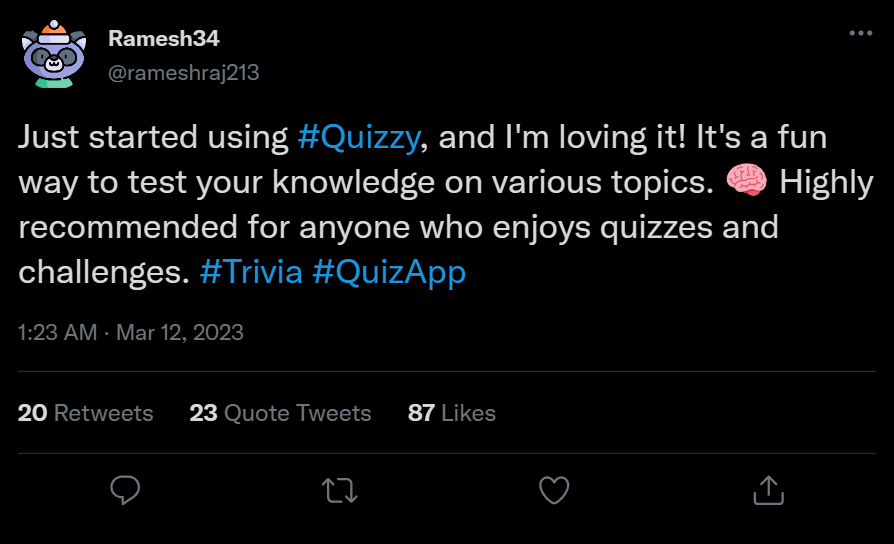 Ramesh34
@rameshraj213
Just started using #Quizzy, and I'm loving it! It's a fun
way to test your knowledge on various topics. 🧠 Highly
recommended for anyone who enjoys quizzes and
challenges. #Trivia #QuizApp
1:23 AM · Mar 12, 2023
20 Retweets 23 Quote Tweets 87 Likes